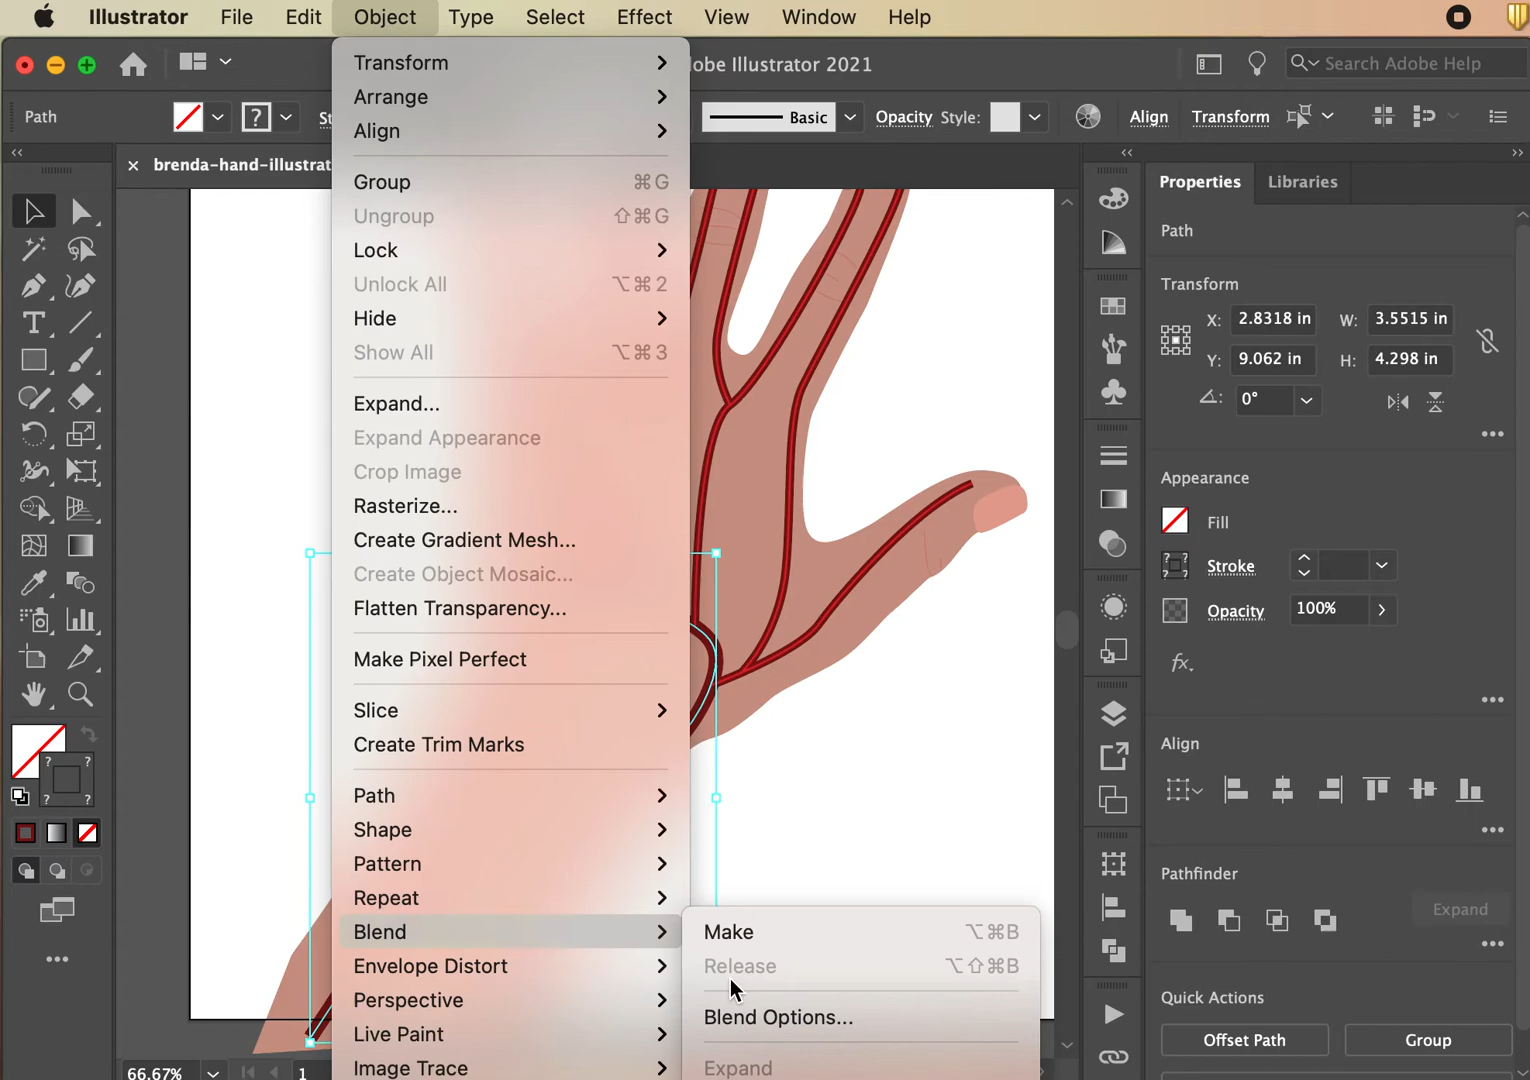 Illustrator File Edit Object Type Select Effect View Window Help
obe Illustrator 2021
Search Adobe Help
Path
?
St
Basic
Opacity Style:
Align
Transform
× brenda-hand-illustrat
Transform
Arrange
Align
Group ⌘G
Ungroup ⇧⌘G
Lock
Unlock All ⌥⌘2
Hide
Show All ⌥⌘3
Expand...
Expand Appearance
Crop Image
Rasterize...
Create Gradient Mesh...
Create Object Mosaic...
Flatten Transparency...
Make Pixel Perfect
Slice
Create Trim Marks
Path
Shape
Pattern
Repeat
Blend
Envelope Distort
Perspective
Live Paint
Image Trace
Make ⌥⌘B
Release ⌥⇧⌘B
Blend Options...
Expand
Properties Libraries
Path
Transform
X: 2.8318 in W: 3.5515 in
Y: 9.062 in H: 4.298 in
0°
Appearance
Fill
Stroke
Opacity 100%
fx.
Align
Pathfinder
Expand
Quick Actions
Offset Path Group
66.67% 1